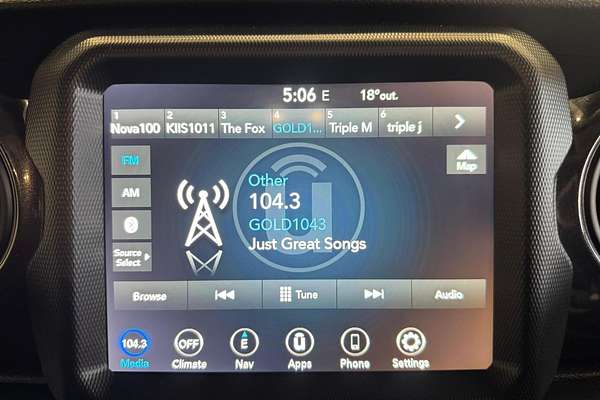 5:06 E 18°out.
1 2 3 4 5 6
Nova100 KIIS1011 The Fox GOLD1... Triple M triple j
FM
AM
Source
Select
Map
Other
104.3
GOLD1043
Just Great Songs
Browse Tune Audio
104.3 OFF E
Media Climate Nav Apps Phone Settings